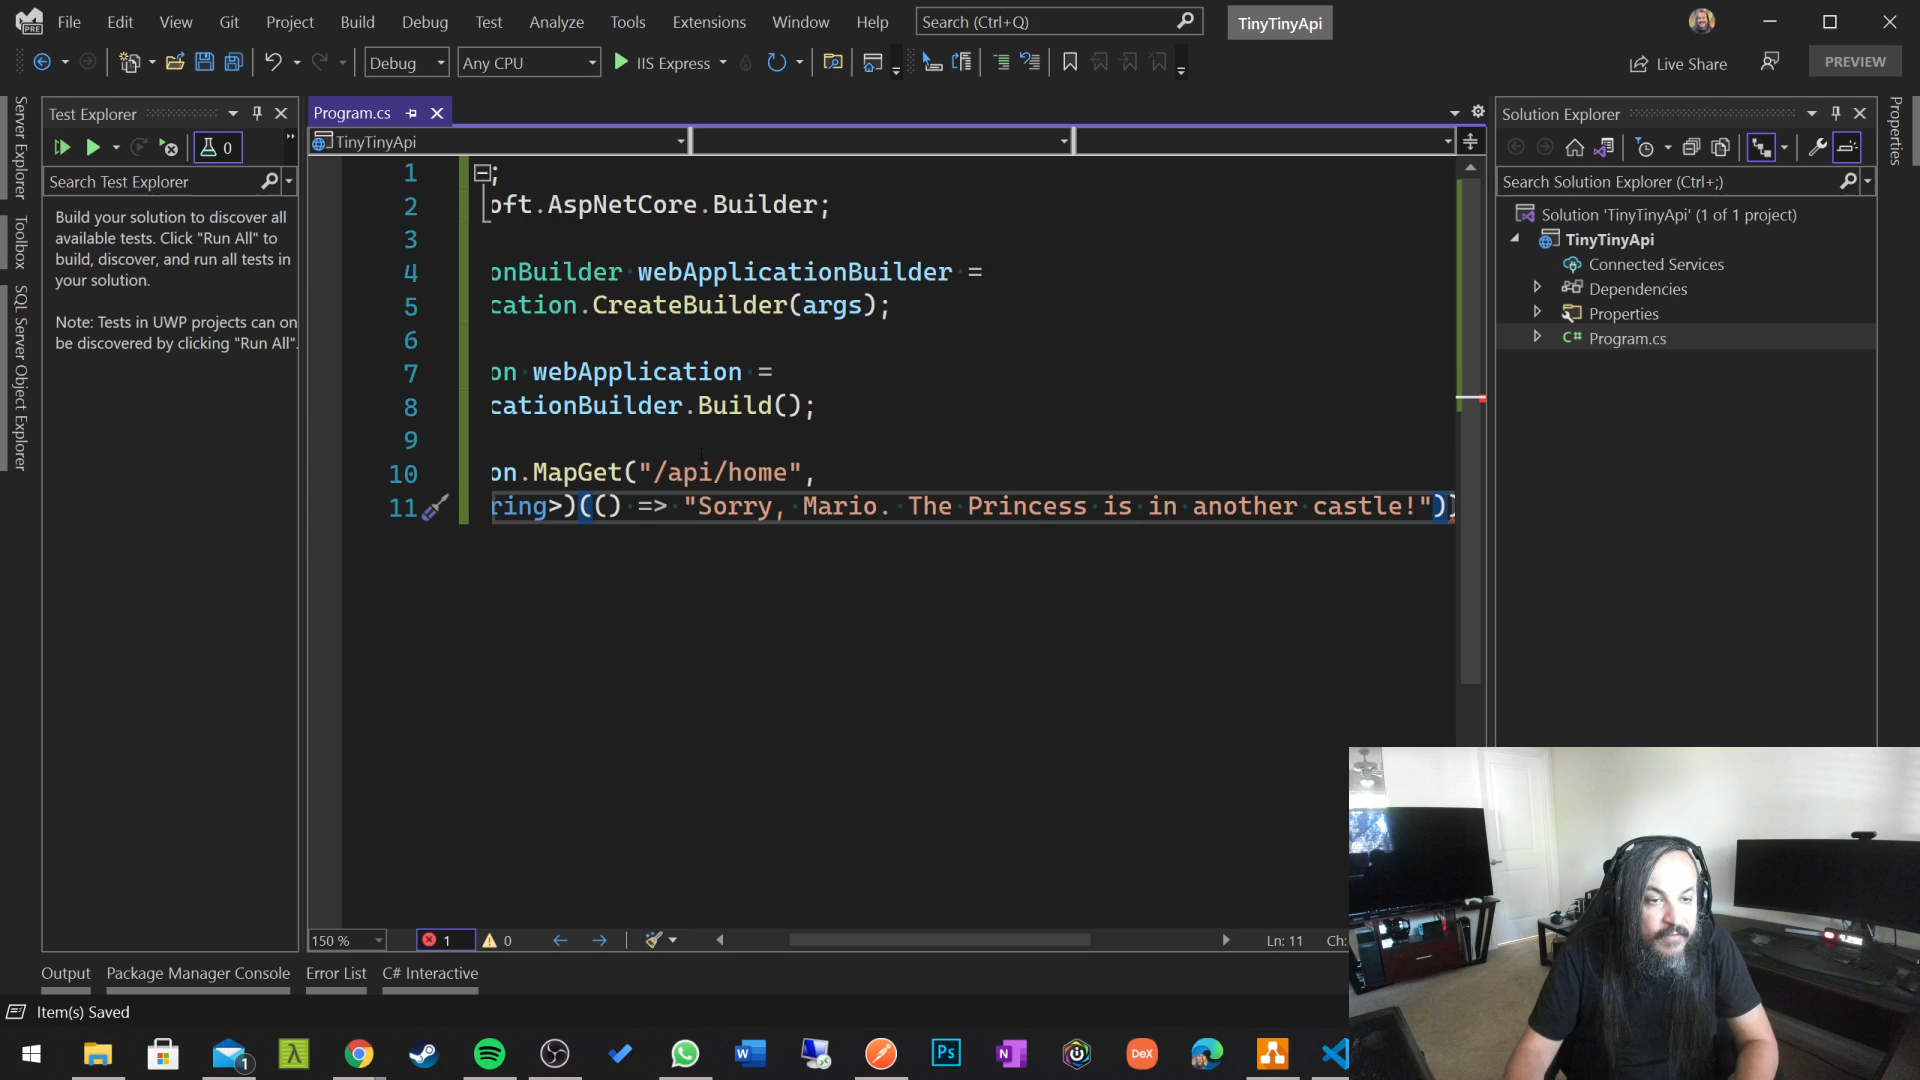 File Edit View Git Project Build Debug Test Analyze Tools Extensions Window Help Search (Ctrl+Q) TinyTinyApi
PRE
Debug Any CPU IIS Express Live Share PREVIEW
Server Explorer
Toolbox
SQL Server Object Explorer
Test Explorer
0
Search Test Explorer
Build your solution to discover all
available tests. Click "Run All" to
build, discover, and run all tests in
your solution.
Note: Tests in UWP projects can on
be discovered by clicking "Run All".
Program.cs
TinyTinyApi
1 ;
2 oft.AspNetCore.Builder;
3
4 onBuilder webApplicationBuilder =
5 cation.CreateBuilder(args);
6
7 on webApplication =
8 cationBuilder.Build();
9
10 on.MapGet("/api/home",
11 ring>)(() => "Sorry, Mario. The Princess is in another castle!"))
150 % 1 0 Ln: 11 Ch:
Solution Explorer
Search Solution Explorer (Ctrl+;)
Solution 'TinyTinyApi' (1 of 1 project)
TinyTinyApi
Connected Services
Dependencies
Properties
C# Program.cs
Properties
Output Package Manager Console Error List C# Interactive
Item(s) Saved
1
λ
W
Ps
N
DeX